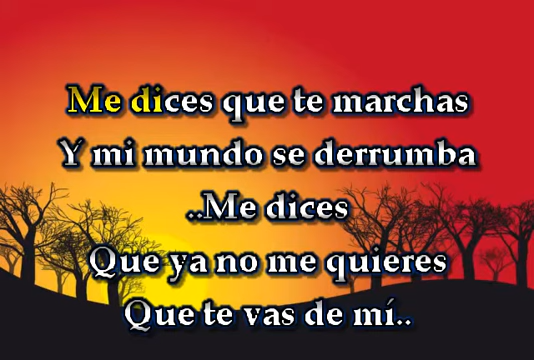 Me dices que te marchas
Y mi mundo se derrumba
..Me dices
Que ya no me quieres
Que te vas de mí..